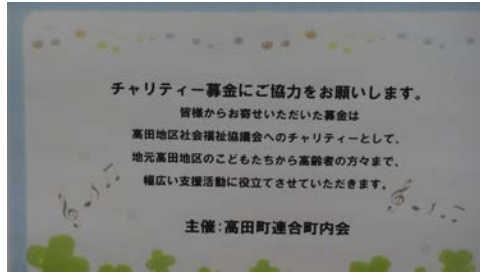 チャリティー募金にご協力をお願いします。
皆様からお寄せいただいた募金は
高田地区社会福祉協議会へのチャリティーとして、
地元高田地区のこどもたちから高齢者の方々まで、
幅広い支援活動に役立てさせていただきます。
主催：高田町連合町内会